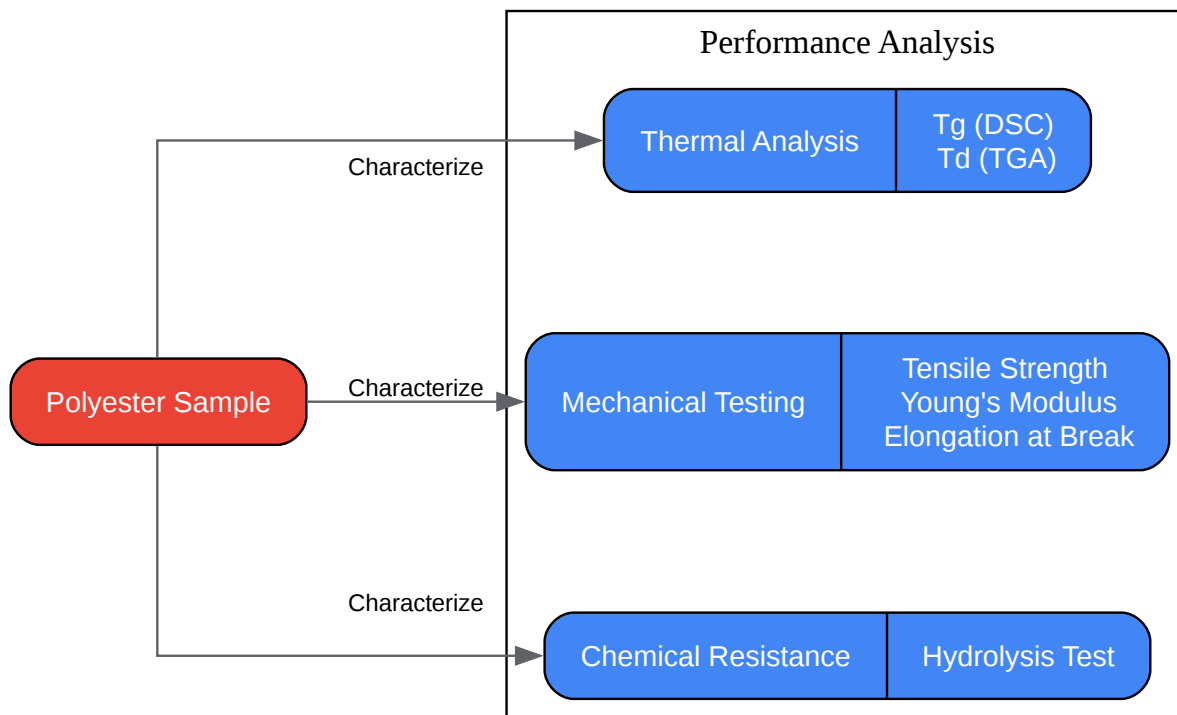 Performance Analysis
Thermal Analysis
Tg (DSC)
Td (TGA)
Characterize
Polyester Sample
Characterize
Mechanical Testing
Tensile Strength
Young's Modulus
Elongation at Break
Characterize
Chemical Resistance
Hydrolysis Test